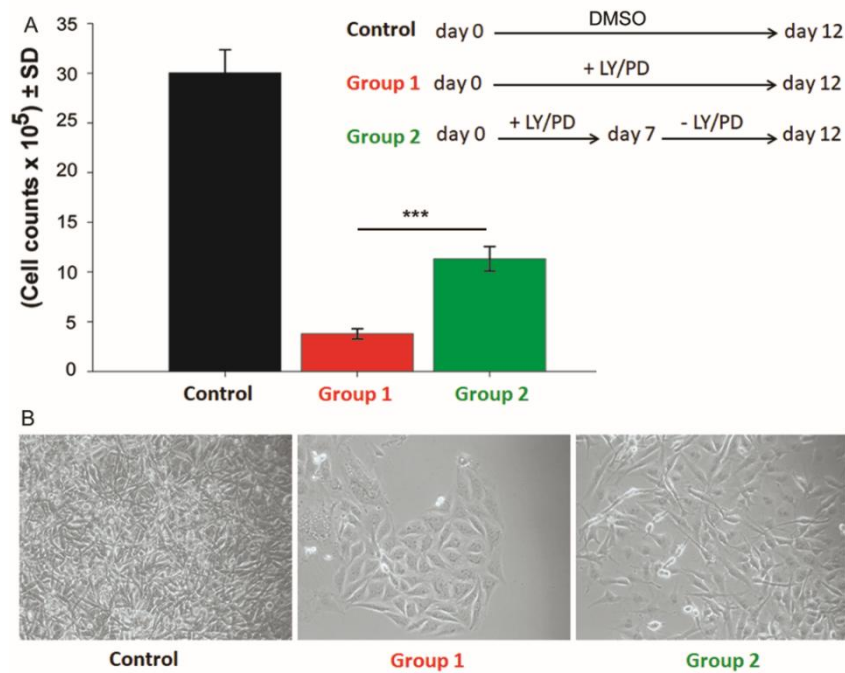 A
Control day 0 DMSO day 12
Group 1 day 0 + LY/PD day 12
Group 2 day 0 + LY/PD day 7 - LY/PD day 12
(Cell counts x 10⁵) ± SD
35
30
25
20
15
10
5
0
***
Control Group 1 Group 2
B
Control Group 1 Group 2